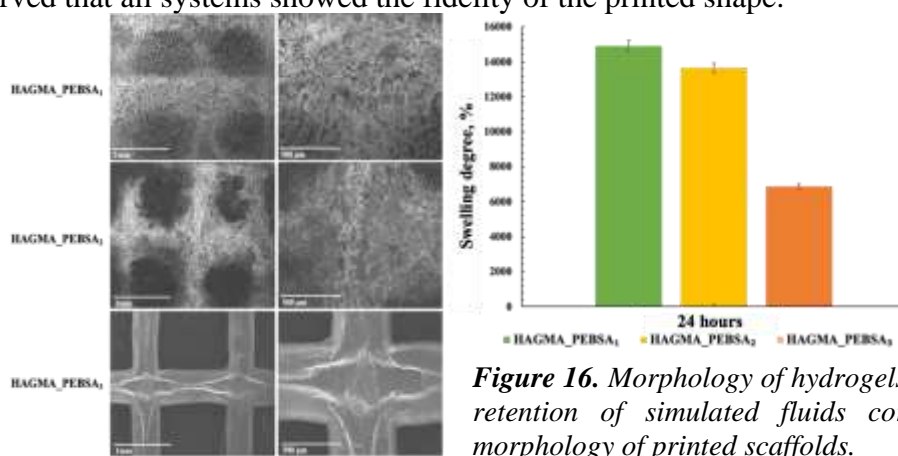 rved that all systems showed the fidelity of the printed shape.
HAGMA_PEBSA₁
HAGMA_PEBSA₂
HAGMA_PEBSA₃
Swelling degree, %
16000
14000
12000
10000
8000
6000
4000
2000
0
24 hours
HAGMA_PEBSA₁ HAGMA_PEBSA₂ HAGMA_PEBSA₃
Figure 16. Morphology of hydrogels
retention of simulated fluids co
morphology of printed scaffolds.